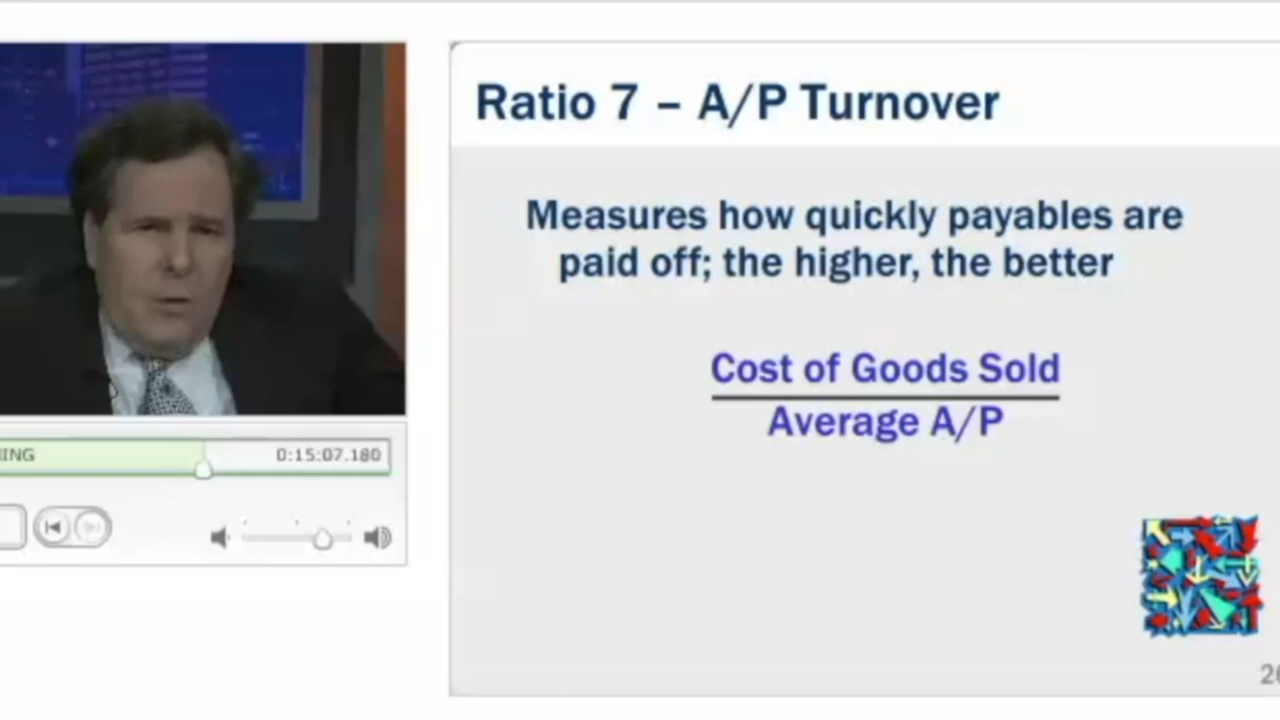 Ratio 7 – A/P Turnover
Measures how quickly payables are
paid off; the higher, the better
Cost of Goods Sold
Average A/P
0:15:07.180